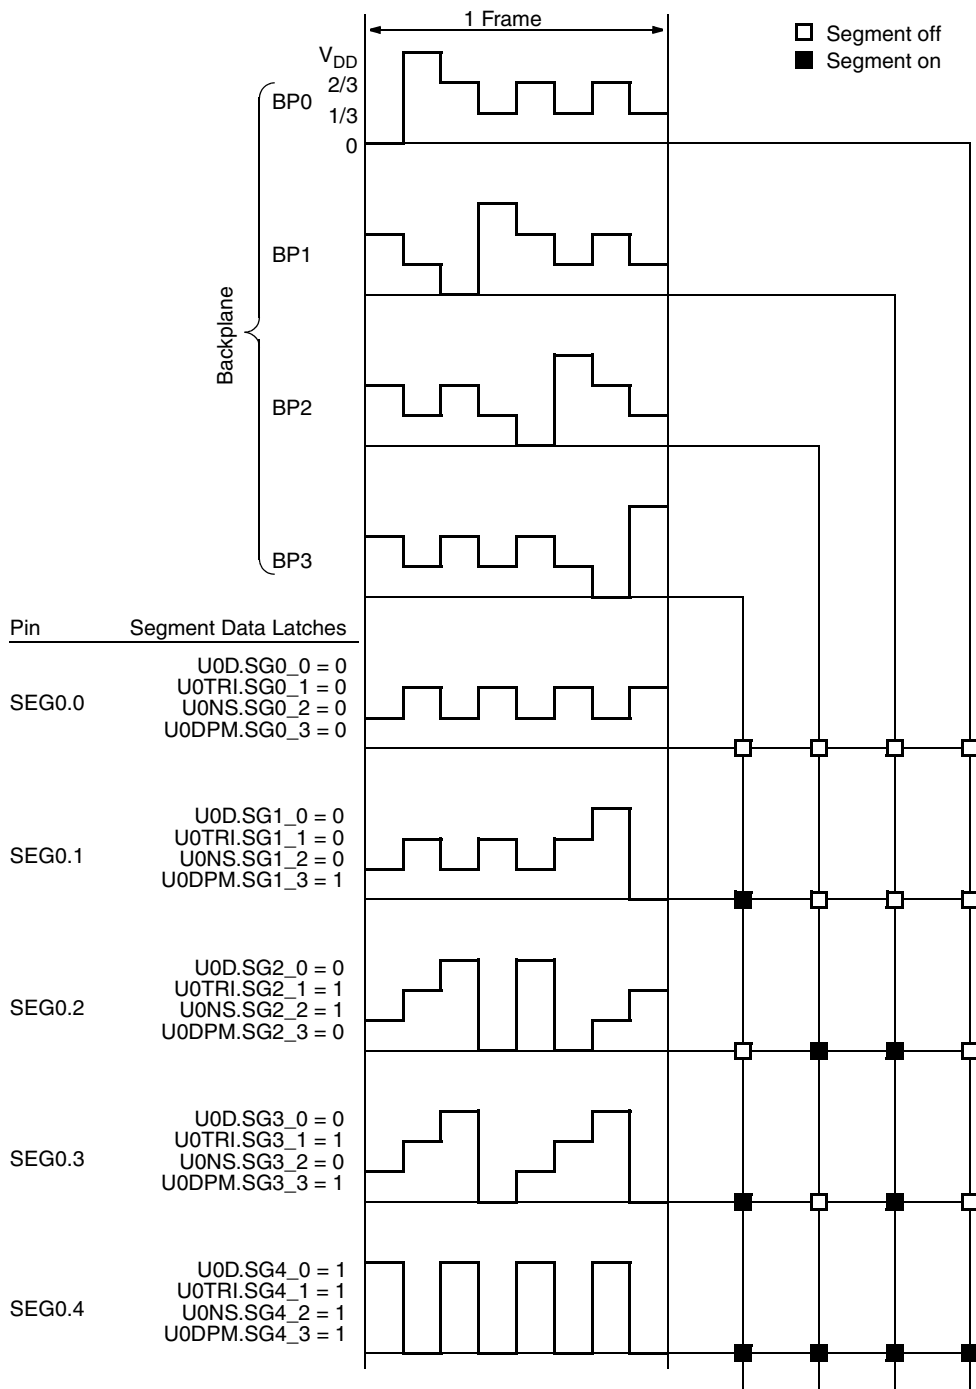 1 Frame
Segment off
Segment on
VDD
2/3
1/3
0
BP0
BP1
Backplane
BP2
BP3
Pin Segment Data Latches
SEG0.0
U0D.SG0_0 = 0
U0TRI.SG0_1 = 0
U0NS.SG0_2 = 0
U0DPM.SG0_3 = 0
SEG0.1
U0D.SG1_0 = 0
U0TRI.SG1_1 = 0
U0NS.SG1_2 = 0
U0DPM.SG1_3 = 1
SEG0.2
U0D.SG2_0 = 0
U0TRI.SG2_1 = 1
U0NS.SG2_2 = 1
U0DPM.SG2_3 = 0
SEG0.3
U0D.SG3_0 = 0
U0TRI.SG3_1 = 1
U0NS.SG3_2 = 0
U0DPM.SG3_3 = 1
SEG0.4
U0D.SG4_0 = 1
U0TRI.SG4_1 = 1
U0NS.SG4_2 = 1
U0DPM.SG4_3 = 1